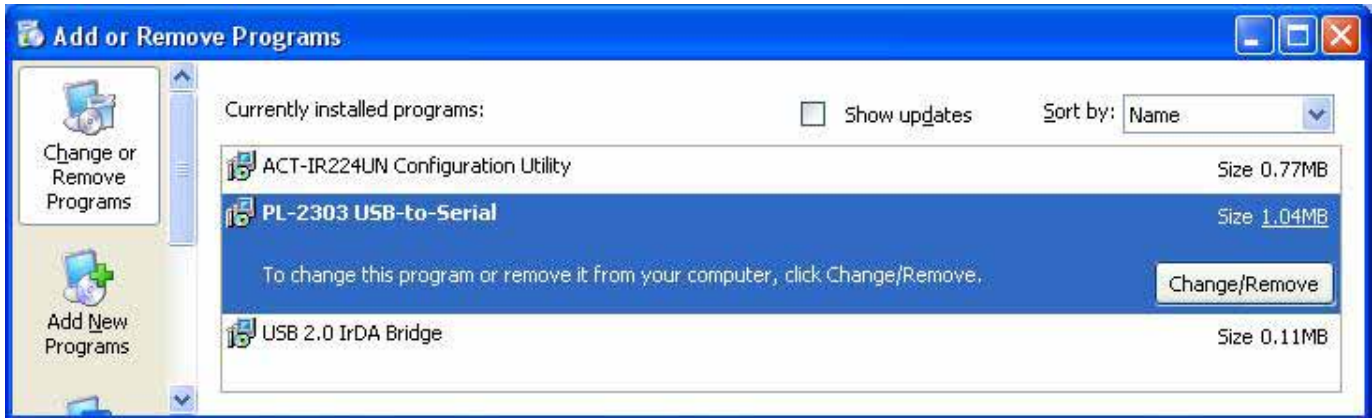 Add or Remove Programs
Change or
Remove
Programs
Add New
Programs
Currently installed programs:
Show updates
Sort by: Name
ACT-IR224UN Configuration Utility Size 0.77MB
PL-2303 USB-to-Serial Size 1.04MB
To change this program or remove it from your computer, click Change/Remove.
Change/Remove
USB 2.0 IrDA Bridge Size 0.11MB